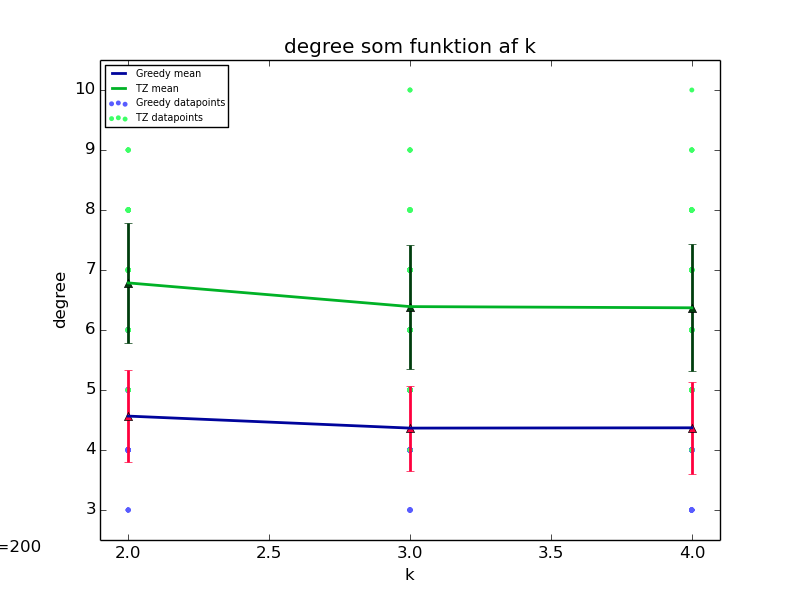 degree som funktion af k
Greedy mean
TZ mean
Greedy datapoints
TZ datapoints
10
9
8
7
6
5
4
3
degree
2.0 2.5 3.0 3.5 4.0
=200
k